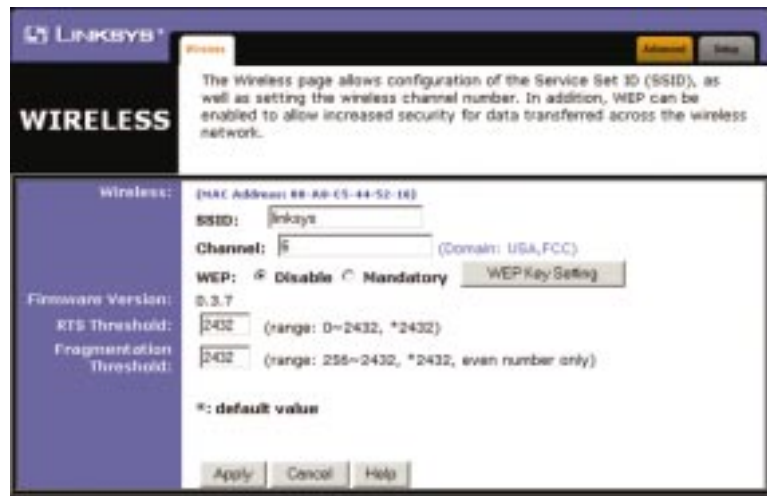 LINKSYS®
Wireless
Advanced
Setup
WIRELESS
The Wireless page allows configuration of the Service Set ID (SSID), as
well as setting the wireless channel number. In addition, WEP can be
enabled to allow increased security for data transferred across the wireless
network.
Wireless:
(MAC Address: 00-A0-C5-44-52-16)
SSID: linksys
Channel: 6 (Domain: USA,FCC)
WEP: Disable Mandatory WEP Key Setting
Firmware Version: 0.3.7
RTS Threshold: 2432 (range: 0~2432, *2432)
Fragmentation
Threshold: 2432 (range: 256~2432, *2432, even number only)
*: default value
Apply Cancel Help